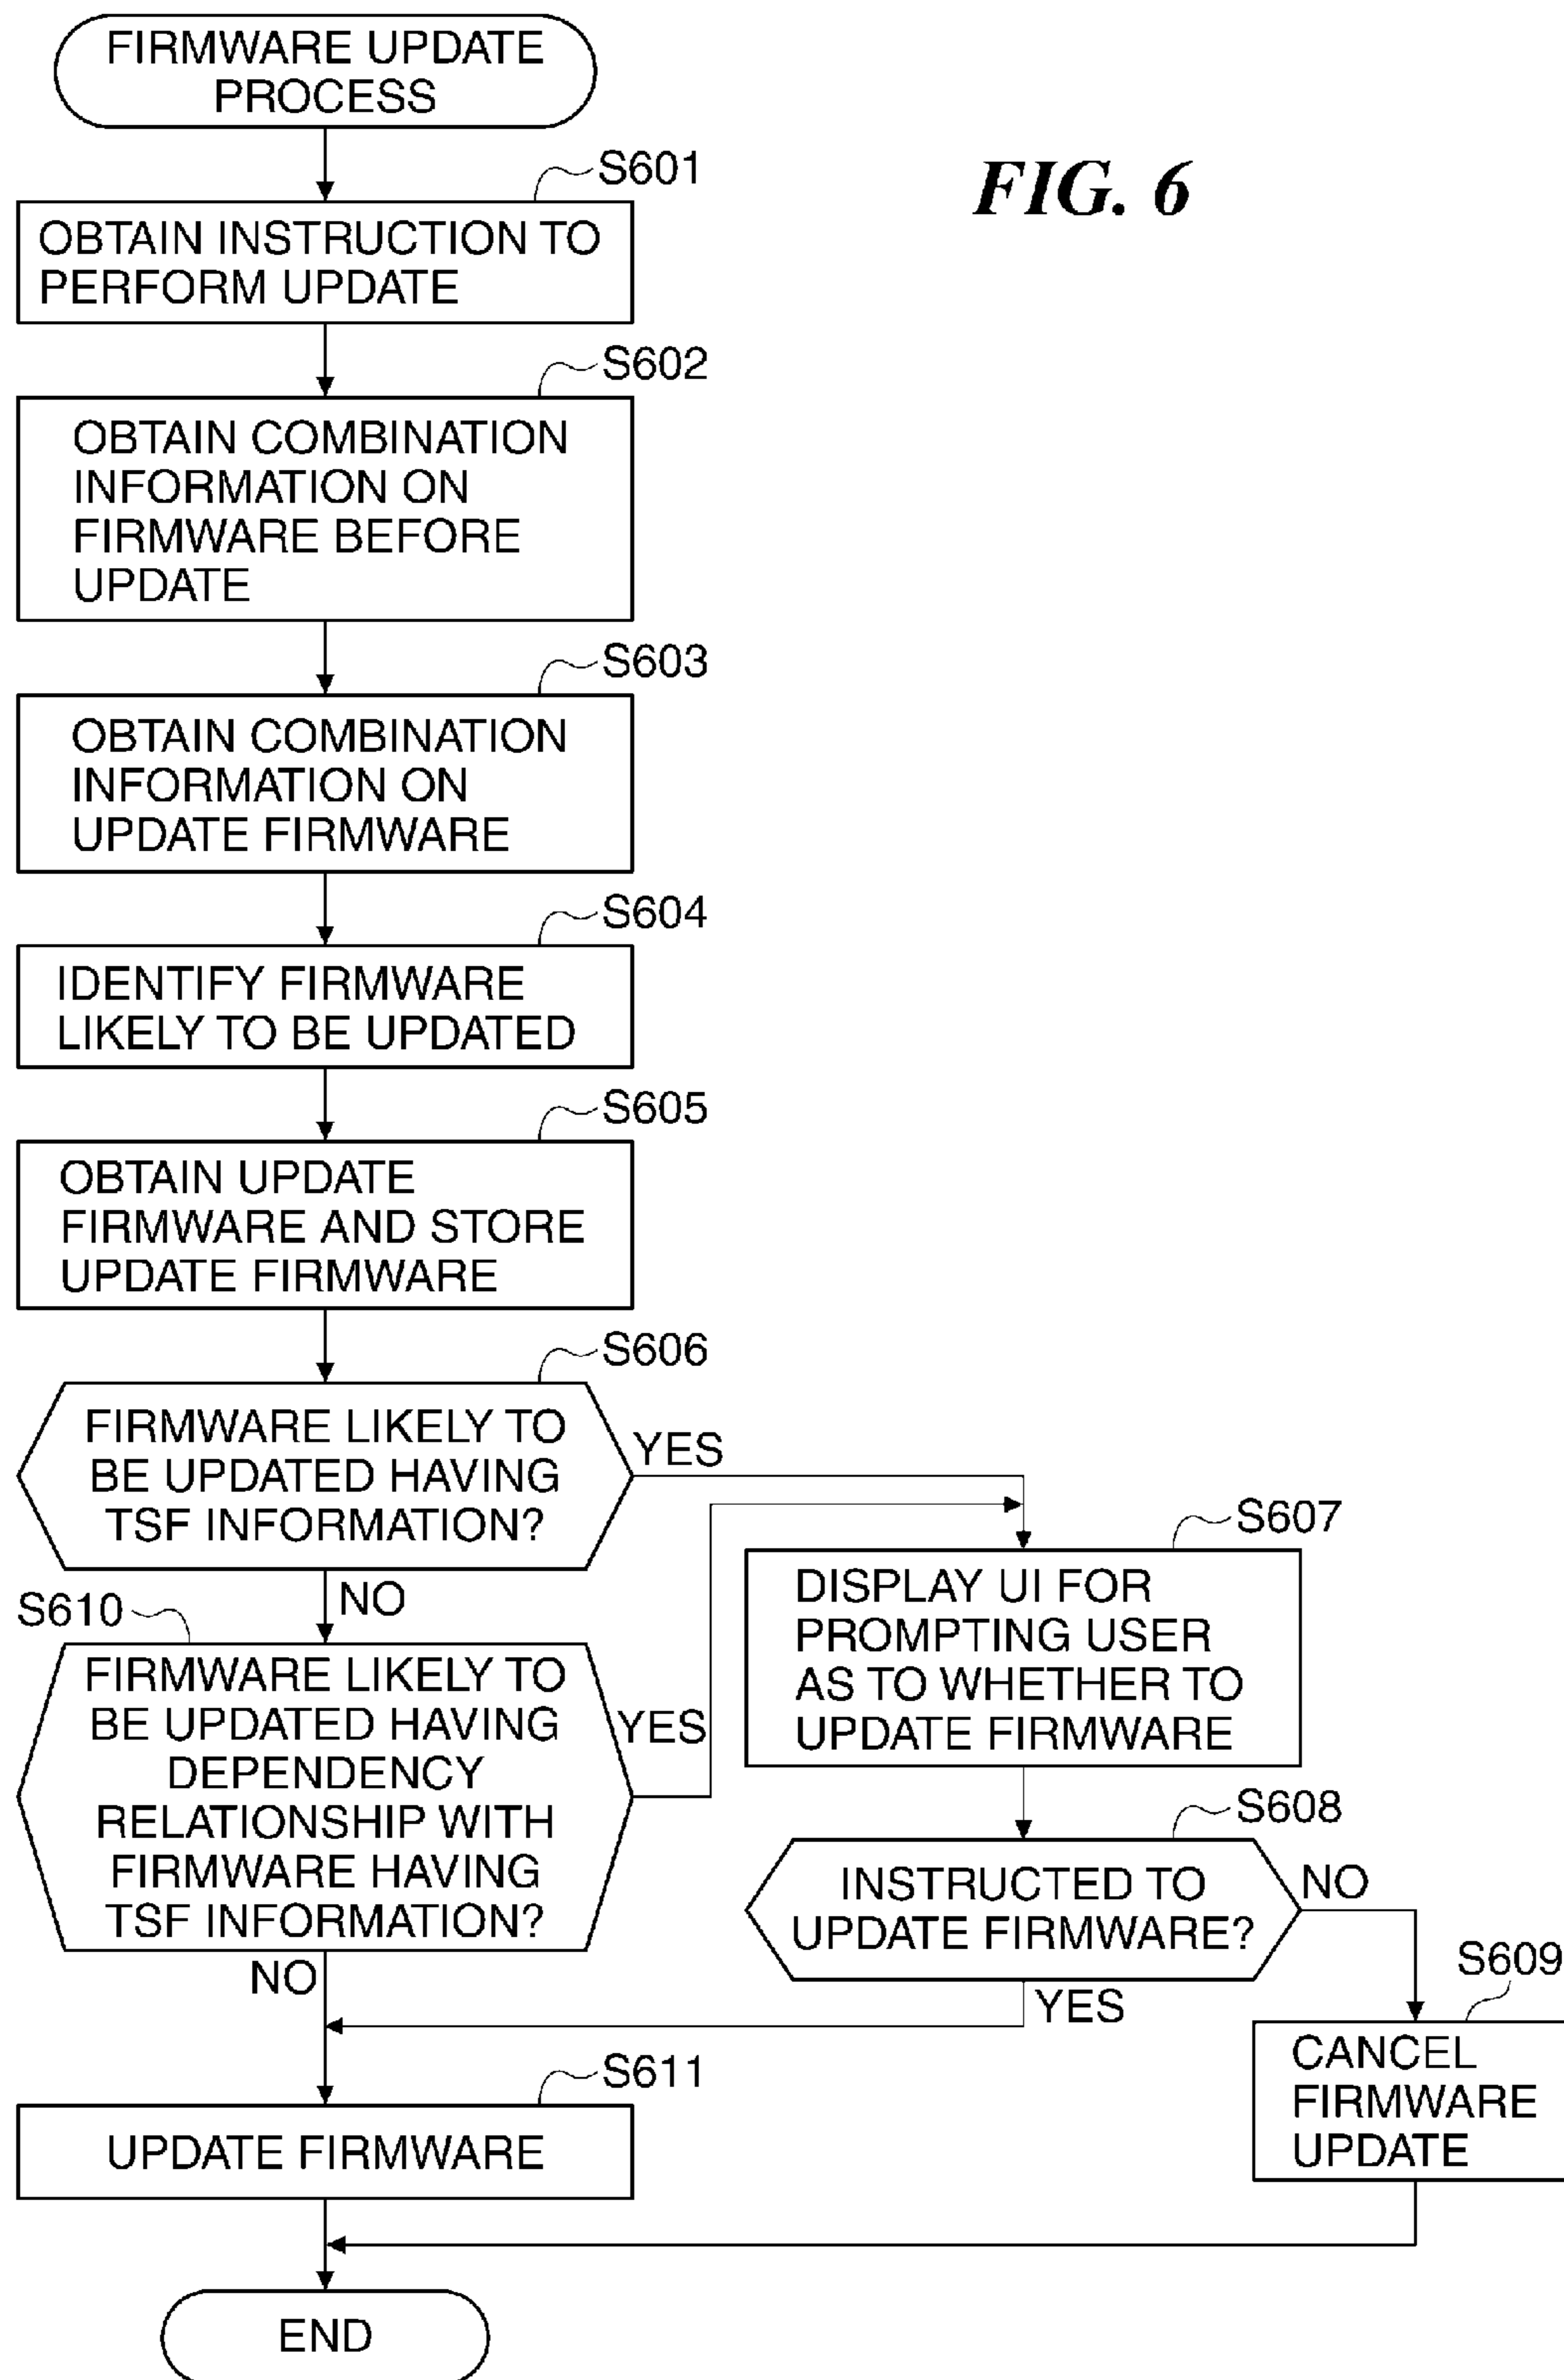 FIRMWARE UPDATE
PROCESS
FIG. 6
S601
OBTAIN INSTRUCTION TO
PERFORM UPDATE
S602
OBTAIN COMBINATION
INFORMATION ON
FIRMWARE BEFORE
UPDATE
S603
OBTAIN COMBINATION
INFORMATION ON
UPDATE FIRMWARE
S604
IDENTIFY FIRMWARE
LIKELY TO BE UPDATED
S605
OBTAIN UPDATE
FIRMWARE AND STORE
UPDATE FIRMWARE
S606
FIRMWARE LIKELY TO
BE UPDATED HAVING
TSF INFORMATION?
YES
NO
S607
DISPLAY UI FOR
PROMPTING USER
AS TO WHETHER TO
UPDATE FIRMWARE
S610
FIRMWARE LIKELY TO
BE UPDATED HAVING
DEPENDENCY
RELATIONSHIP WITH
FIRMWARE HAVING
TSF INFORMATION?
YES
NO
S608
INSTRUCTED TO
UPDATE FIRMWARE?
NO
YES
S609
CANCEL
FIRMWARE
UPDATE
S611
UPDATE FIRMWARE
END